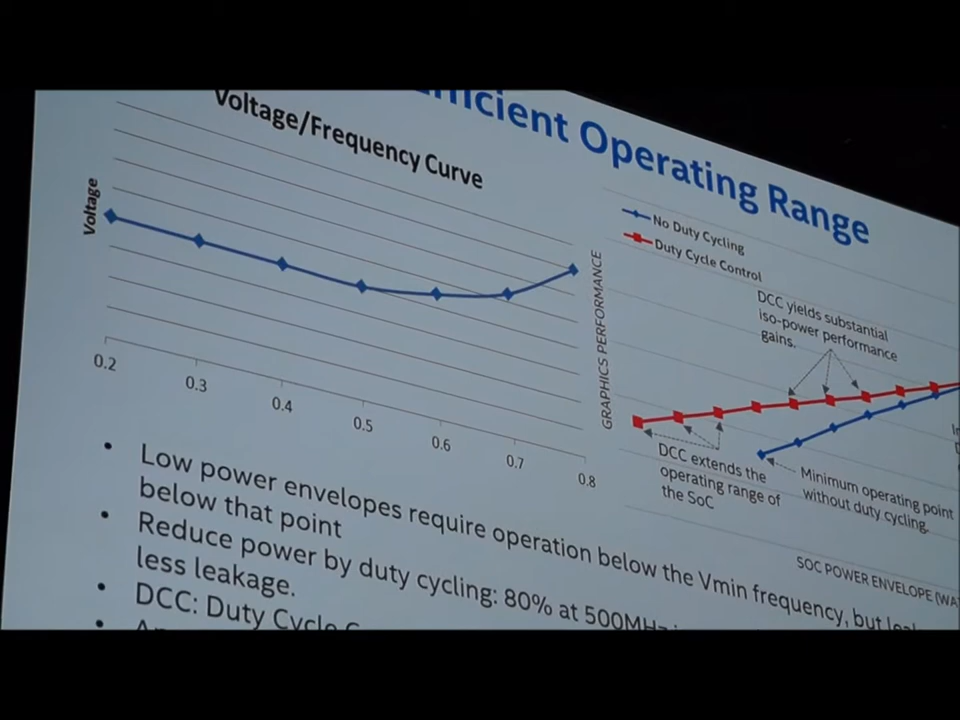 Efficient Operating Range
Voltage/Frequency Curve
Voltage
0.2
0.3
0.4
0.5
0.6
0.7
0.8
GRAPHICS PERFORMANCE
No Duty Cycling
Duty Cycle Control
DCC yields substantial
iso-power performance
gains.
DCC extends the
operating range of
the SoC
Minimum operating point
without duty cycling.
SOC POWER ENVELOPE
• Low power envelopes require operation below the Vmin frequency, but
below that point
• Reduce power by duty cycling: 80% at 500MHz
less leakage.
• DCC: Duty Cycle